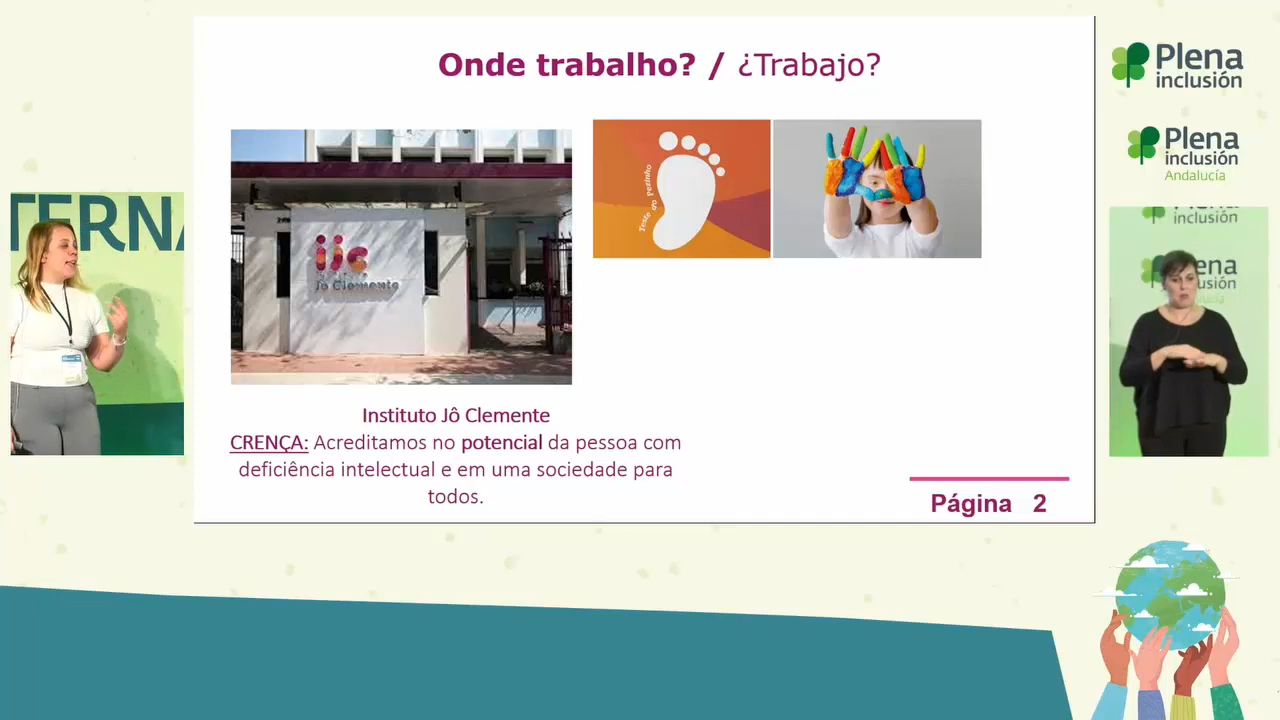 Onde trabalho? / ¿Trabajo?
Plena
inclusión
Plena
inclusión
Andalucía
TERNA
Teste do Pezinho
ijc
Jô Clemente
inclusión
Plena
Instituto Jô Clemente
CRENÇA: Acreditamos no potencial da pessoa com
deficiência intelectual e em uma sociedade para
todos.
Página 2